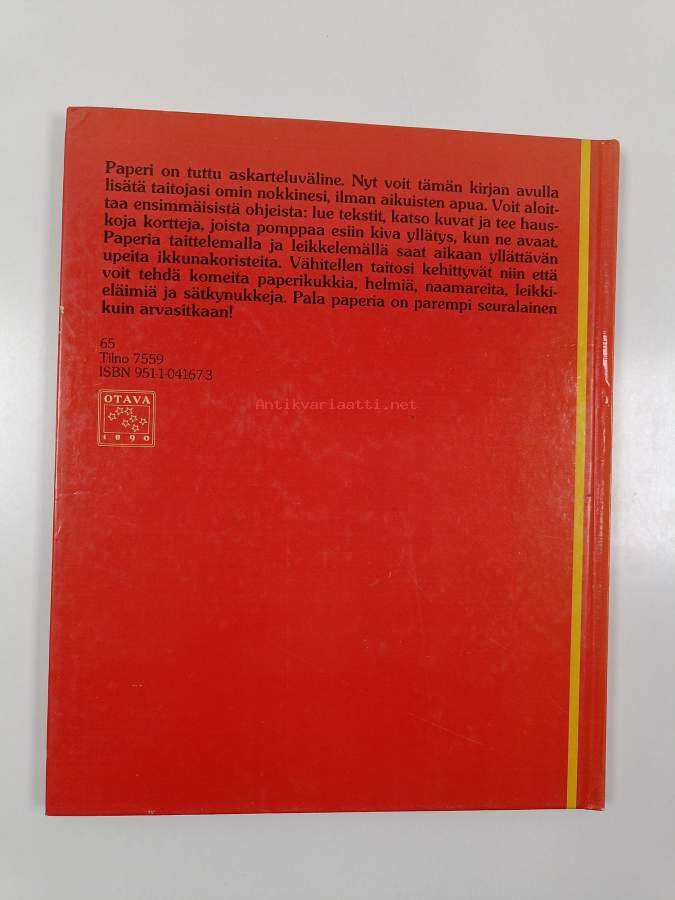 Paperi on tuttu askarteluväline. Nyt voit tämän kirjan avulla
lisätä taitojasi omin nokkinesi, ilman aikuisten apua. Voit aloit-
taa ensimmäisistä ohjeista: lue tekstit, katso kuvat ja tee haus-
koja kortteja, joista pomppaa esiin kiva yllätys, kun ne avaat.
Paperia taittelemalla ja leikkelemällä saat aikaan yllättävän
upeita ikkunakoristeita. Vähitellen taitosi kehittyvät niin että
voit tehdä komeita paperikukkia, helmiä, naamareita, leikki-
eläimiä ja sätkynukkeja. Pala paperia on parempi seuralainen
kuin arvasitkaan!
65
Tilno 7559
ISBN 951-1-04167-3
OTAVA
1890
Antikvariaatti.net